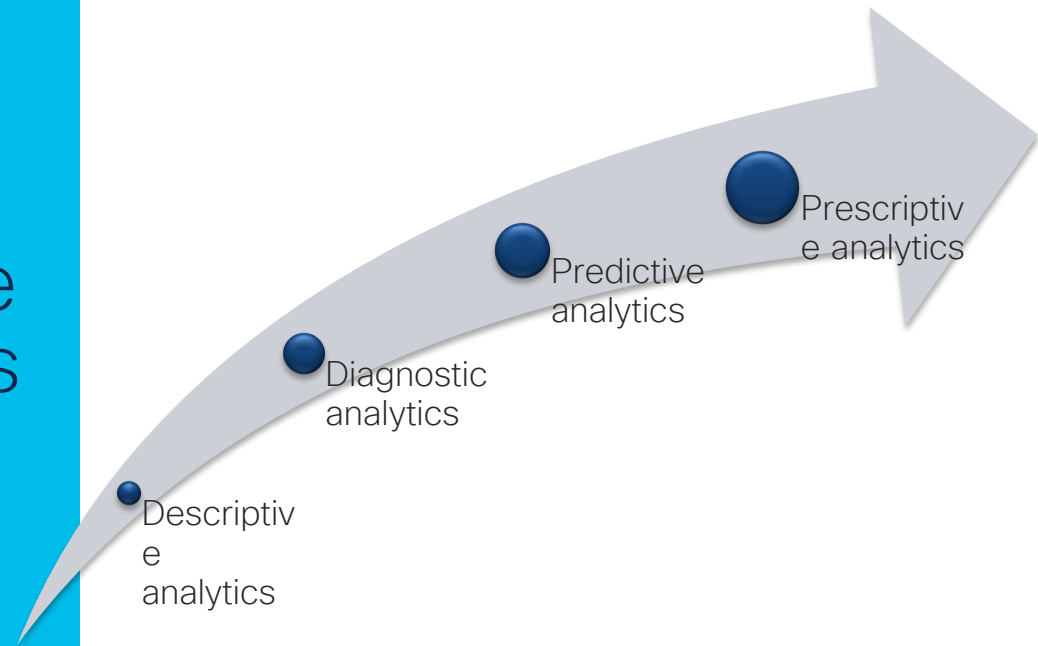 e
s
Prescriptiv
e analytics
Predictive
analytics
Diagnostic
analytics
Descriptiv
e
analytics